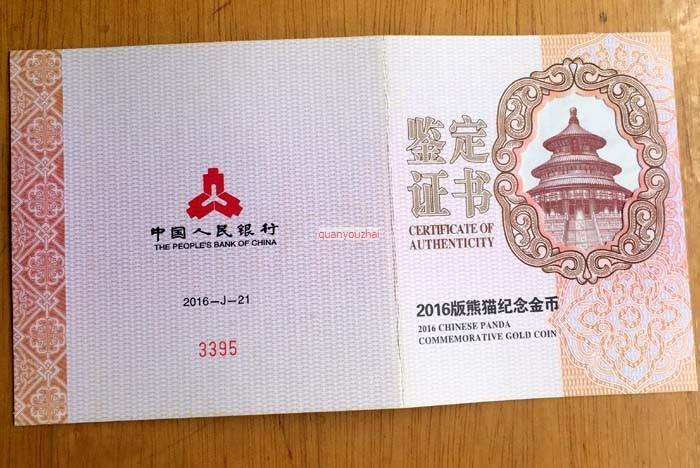 中国人民银行
THE PEOPLE'S BANK OF CHINA
quanyouzhai
2016-J-21
3395
鉴定
证书
CERTIFICATE OF
AUTHENTICITY
2016版熊猫纪念金币
2016 CHINESE PANDA
COMMEMORATIVE GOLD COIN